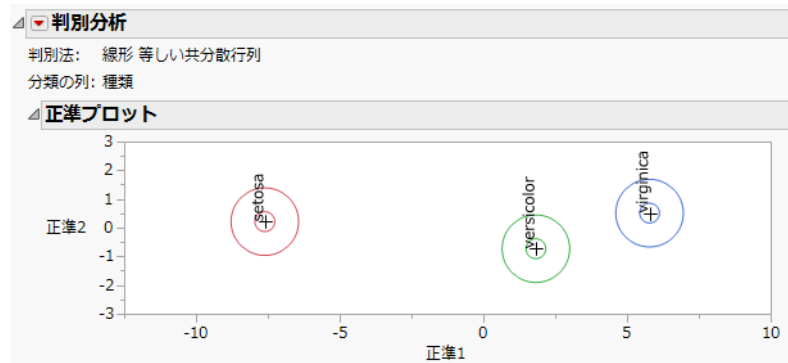 判別分析
判別法: 線形 等しい共分散行列
分類の列: 種類
正準プロット
3
2
1
0
-1
-2
-3
正準2
setosa
versicolor
virginica
-10
-5
0
5
10
正準1